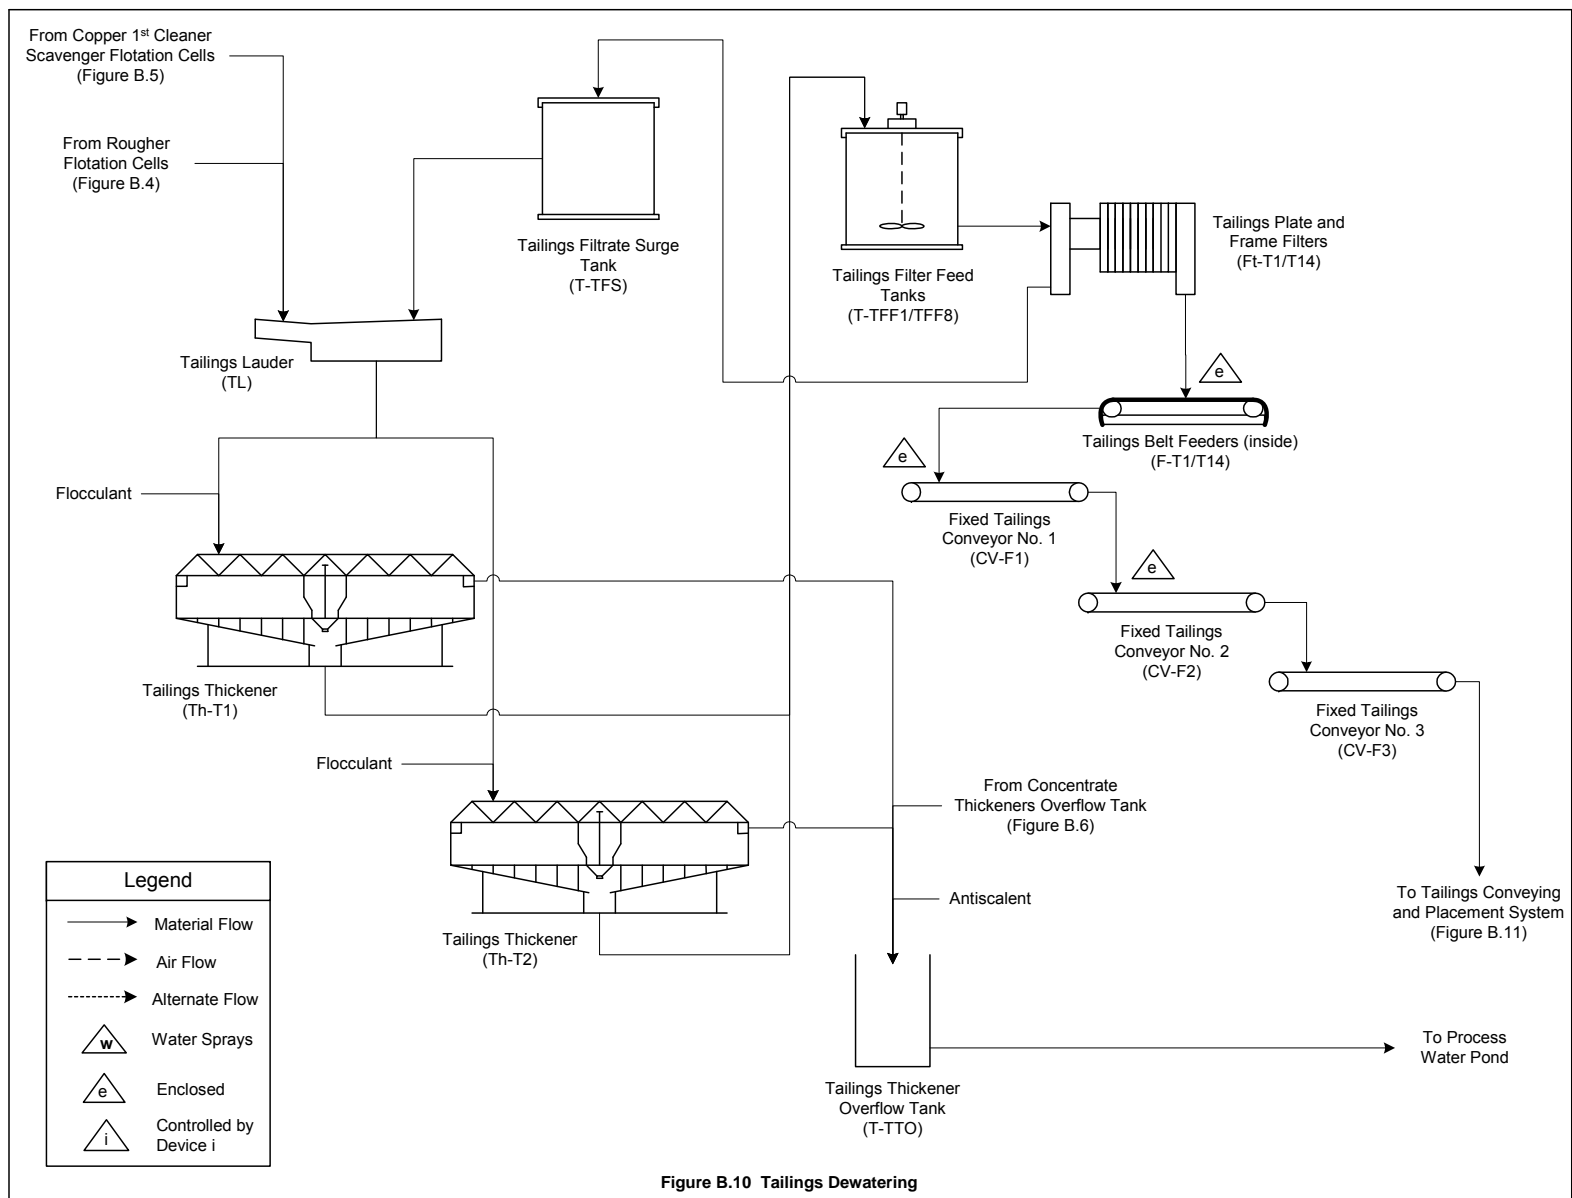 From Copper 1st Cleaner
Scavenger Flotation Cells
(Figure B.5)
From Rougher
Flotation Cells
(Figure B.4)
Tailings Filtrate Surge
Tank
(T-TFS)
Tailings Filter Feed
Tanks
(T-TFF1/TFF8)
Tailings Plate and
Frame Filters
(Ft-T1/T14)
Tailings Lauder
(TL)
e
Tailings Belt Feeders (inside)
(F-T1/T14)
e
Flocculant
Fixed Tailings
Conveyor No. 1
(CV-F1)
e
Fixed Tailings
Conveyor No. 2
(CV-F2)
Tailings Thickener
(Th-T1)
Fixed Tailings
Conveyor No. 3
(CV-F3)
Flocculant
From Concentrate
Thickeners Overflow Tank
(Figure B.6)
Antiscalent
To Tailings Conveying
and Placement System
(Figure B.11)
Tailings Thickener
(Th-T2)
To Process
Water Pond
Tailings Thickener
Overflow Tank
(T-TTO)
Legend
Material Flow
Air Flow
Alternate Flow
w Water Sprays
e Enclosed
i Controlled by
Device i
Figure B.10 Tailings Dewatering